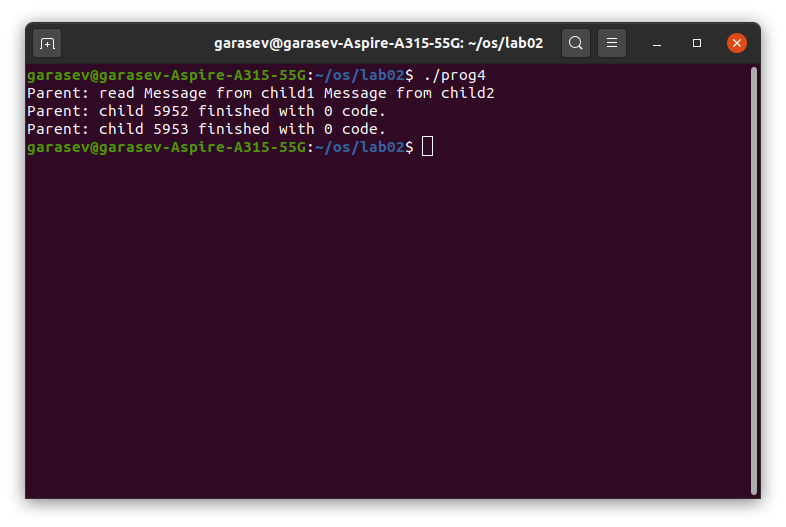 garasev@garasev-Aspire-A315-55G: ~/os/lab02
garasev@garasev-Aspire-A315-55G:~/os/lab02$ ./prog4
Parent: read Message from child1 Message from child2
Parent: child 5952 finished with 0 code.
Parent: child 5953 finished with 0 code.
garasev@garasev-Aspire-A315-55G:~/os/lab02$